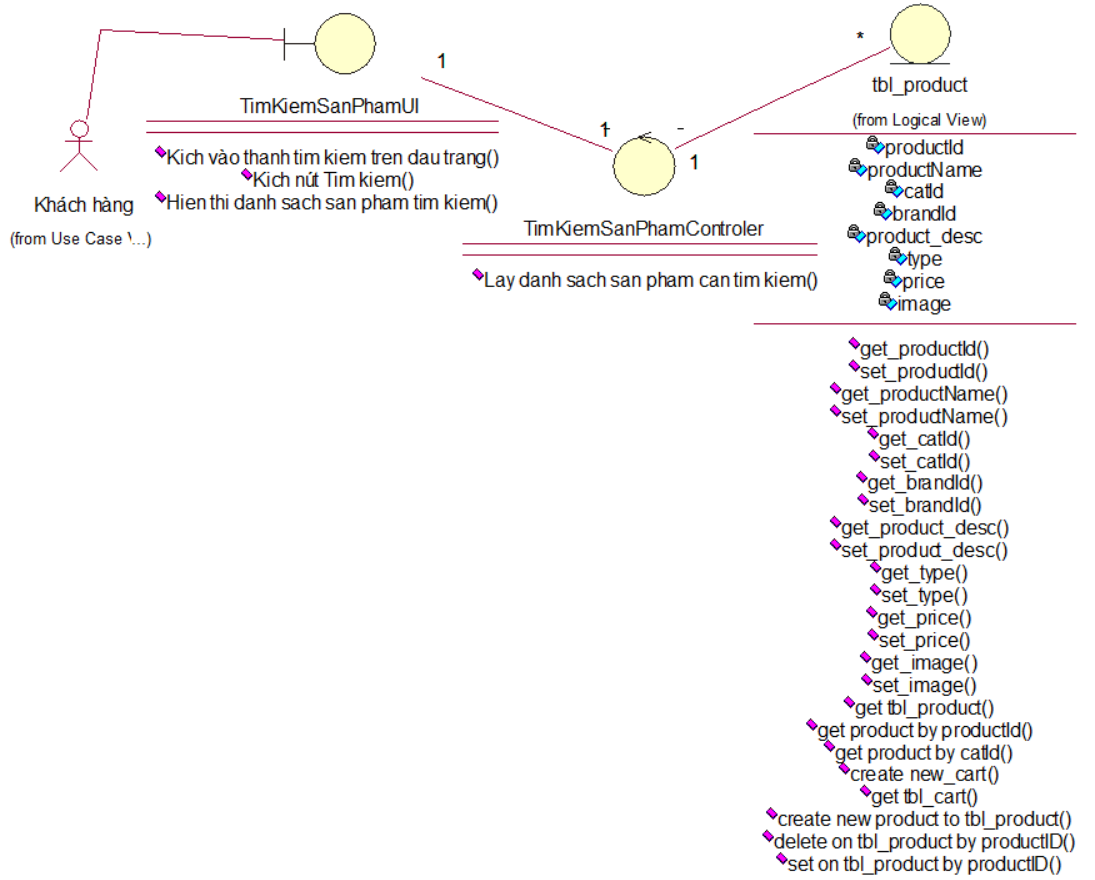 1
*
tbl_product
TimKiemSanPhamUI
(from Logical View)
1
-
Kich vào thanh tim kiem tren dau trang()
productId
Kich nút Tim kiem()
1
productName
Hien thi danh sach san pham tim kiem()
catId
Khách hàng
brandId
(from Use Case V...)
TimKiemSanPhamControler
product_desc
type
Lay danh sach san pham can tim kiem()
price
image
get_productId()
set_productId()
get_productName()
set_productName()
get_catId()
set_catId()
get_brandId()
set_brandId()
get_product_desc()
set_product_desc()
get_type()
set_type()
get_price()
set_price()
get_image()
set_image()
get tbl_product()
get product by productId()
get product by catId()
create new_cart()
get tbl_cart()
create new product to tbl_product()
delete on tbl_product by productID()
set on tbl_product by productID()